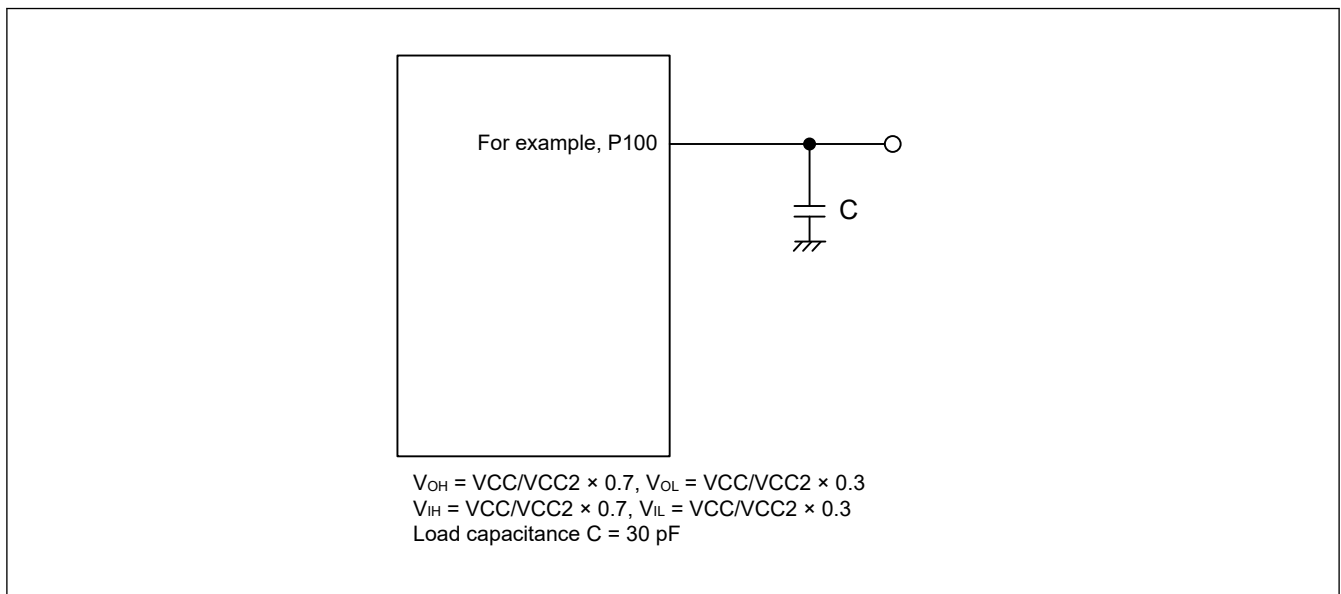 For example, P100
C
VOH = VCC/VCC2 × 0.7, VOL = VCC/VCC2 × 0.3
VIH = VCC/VCC2 × 0.7, VIL = VCC/VCC2 × 0.3
Load capacitance C = 30 pF